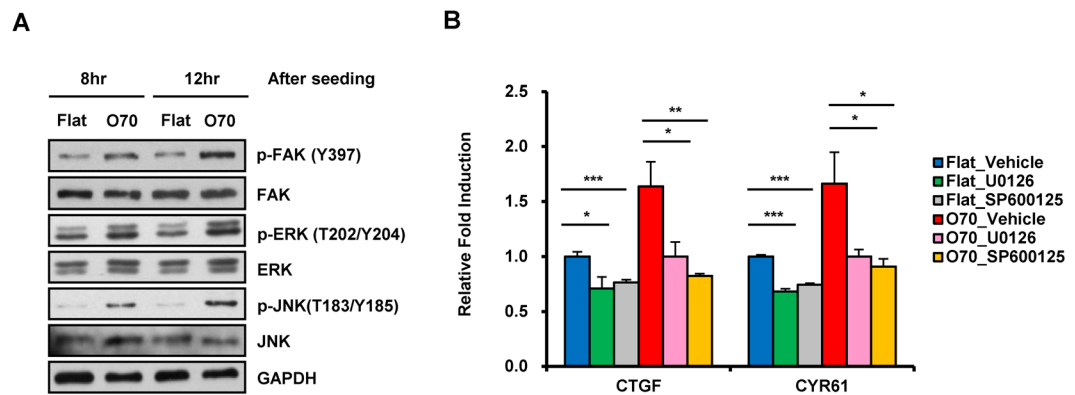 A
8hr 12hr After seeding
Flat O70 Flat O70
p-FAK (Y397)
FAK
p-ERK (T202/Y204)
ERK
p-JNK(T183/Y185)
JNK
GAPDH
B
Relative Fold Induction
2.5
2.0
1.5
1.0
0.5
0.0
***
*
**
*
***
***
*
*
CTGF CYR61
Flat_Vehicle
Flat_U0126
Flat_SP600125
O70_Vehicle
O70_U0126
O70_SP600125